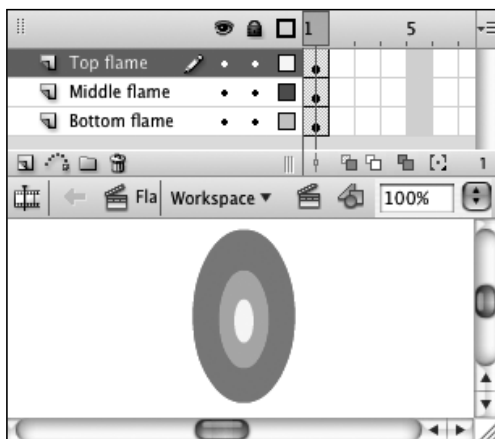 1 5
Top flame
Middle flame
Bottom flame
1
Fla Workspace 100%